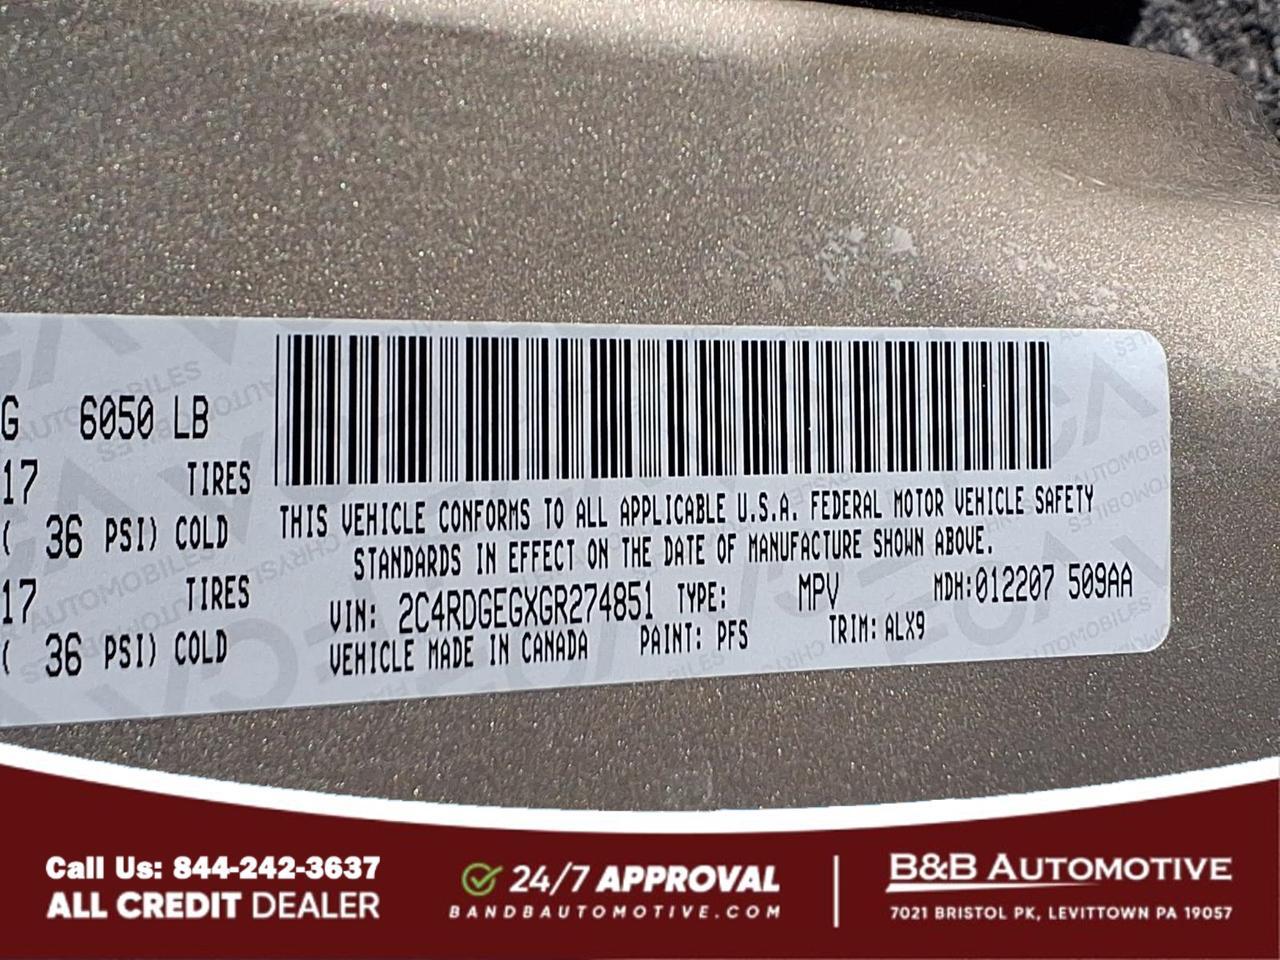 G 6050 LB
17 TIRES
( 36 PSI) COLD
17 TIRES
( 36 PSI) COLD
THIS VEHICLE CONFORMS TO ALL APPLICABLE U.S.A. FEDERAL MOTOR VEHICLE SAFETY
STANDARDS IN EFFECT ON THE DATE OF MANUFACTURE SHOWN ABOVE.
VIN: 2C4RDGEGXGR274851 TYPE: MPV MDH:012207 509AA
VEHICLE MADE IN CANADA PAINT: PFS TRIM: ALX9
Call Us: 844-242-3637
ALL CREDIT DEALER
24/7 APPROVAL
BANDBAUTOMOTIVE.COM
B&B AUTOMOTIVE
7021 BRISTOL PK, LEVITTOWN PA 19057